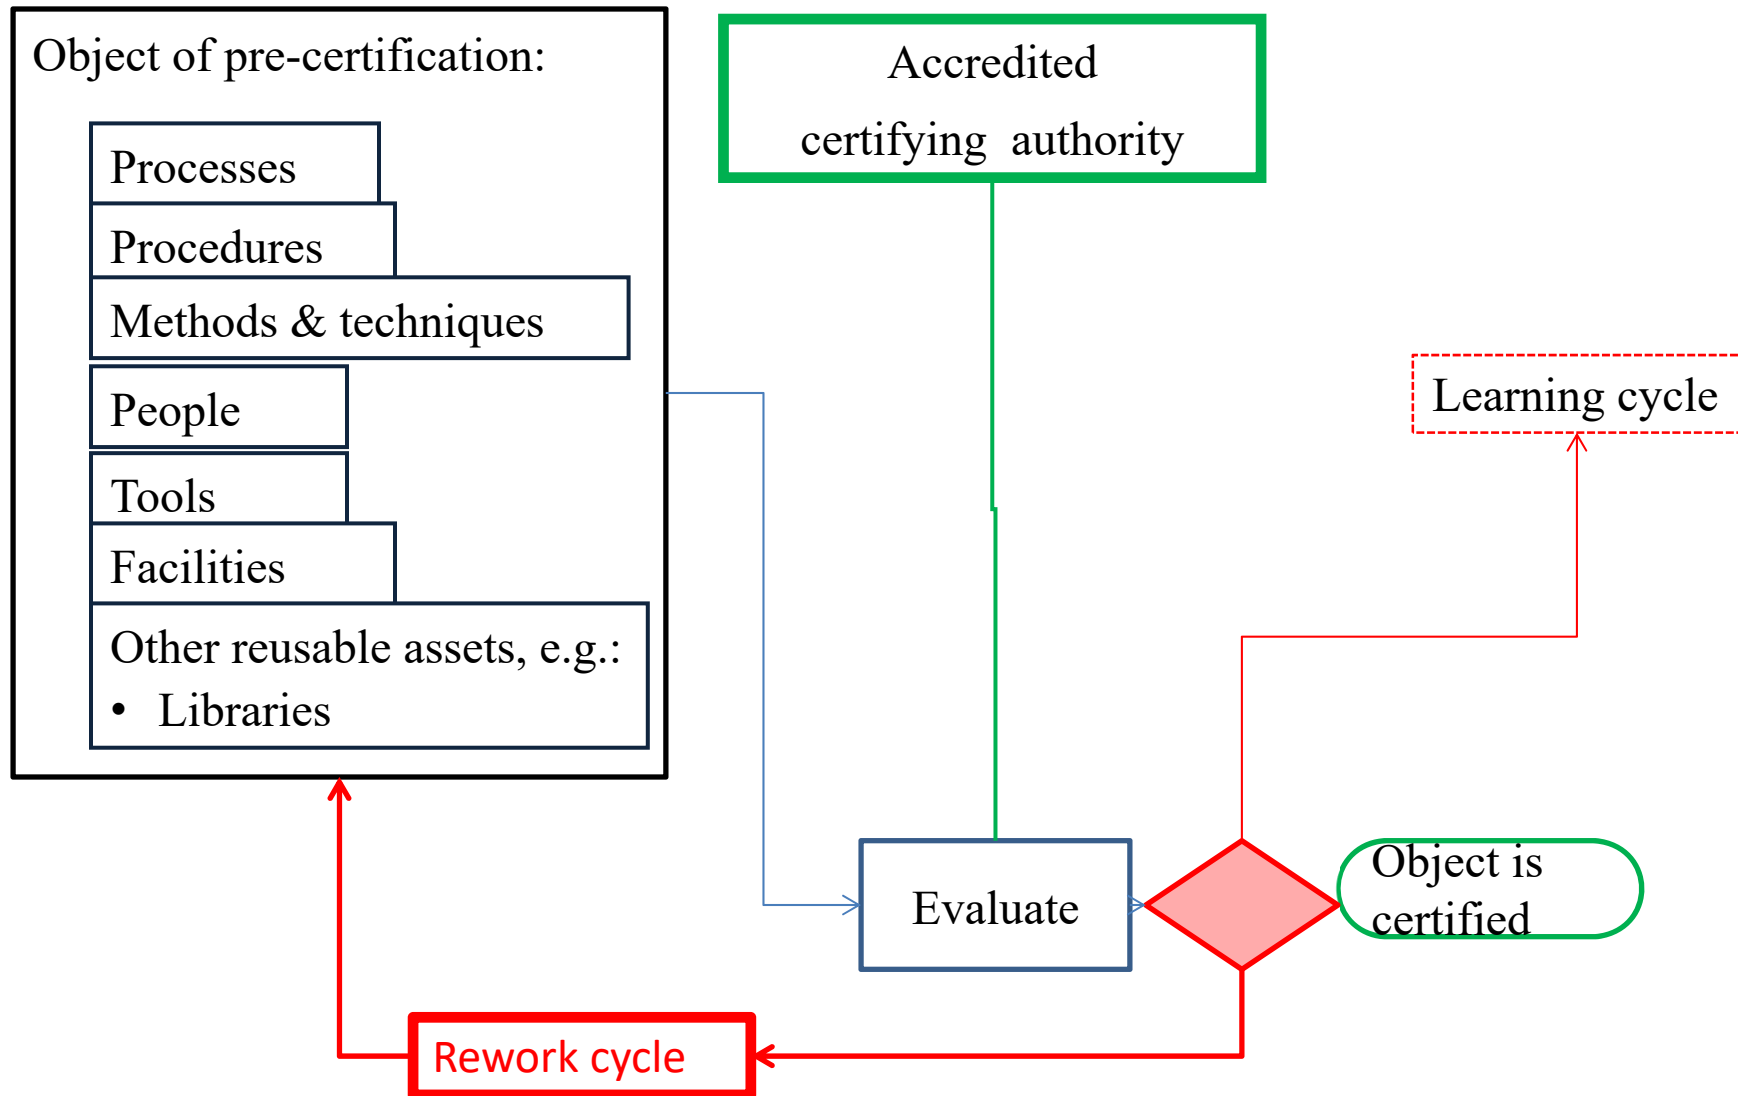 Object of pre-certification:
Processes
Procedures
Methods & techniques
People
Tools
Facilities
Other reusable assets, e.g.:
• Libraries
Accredited
certifying authority
Learning cycle
Evaluate
Object is
certified
Rework cycle